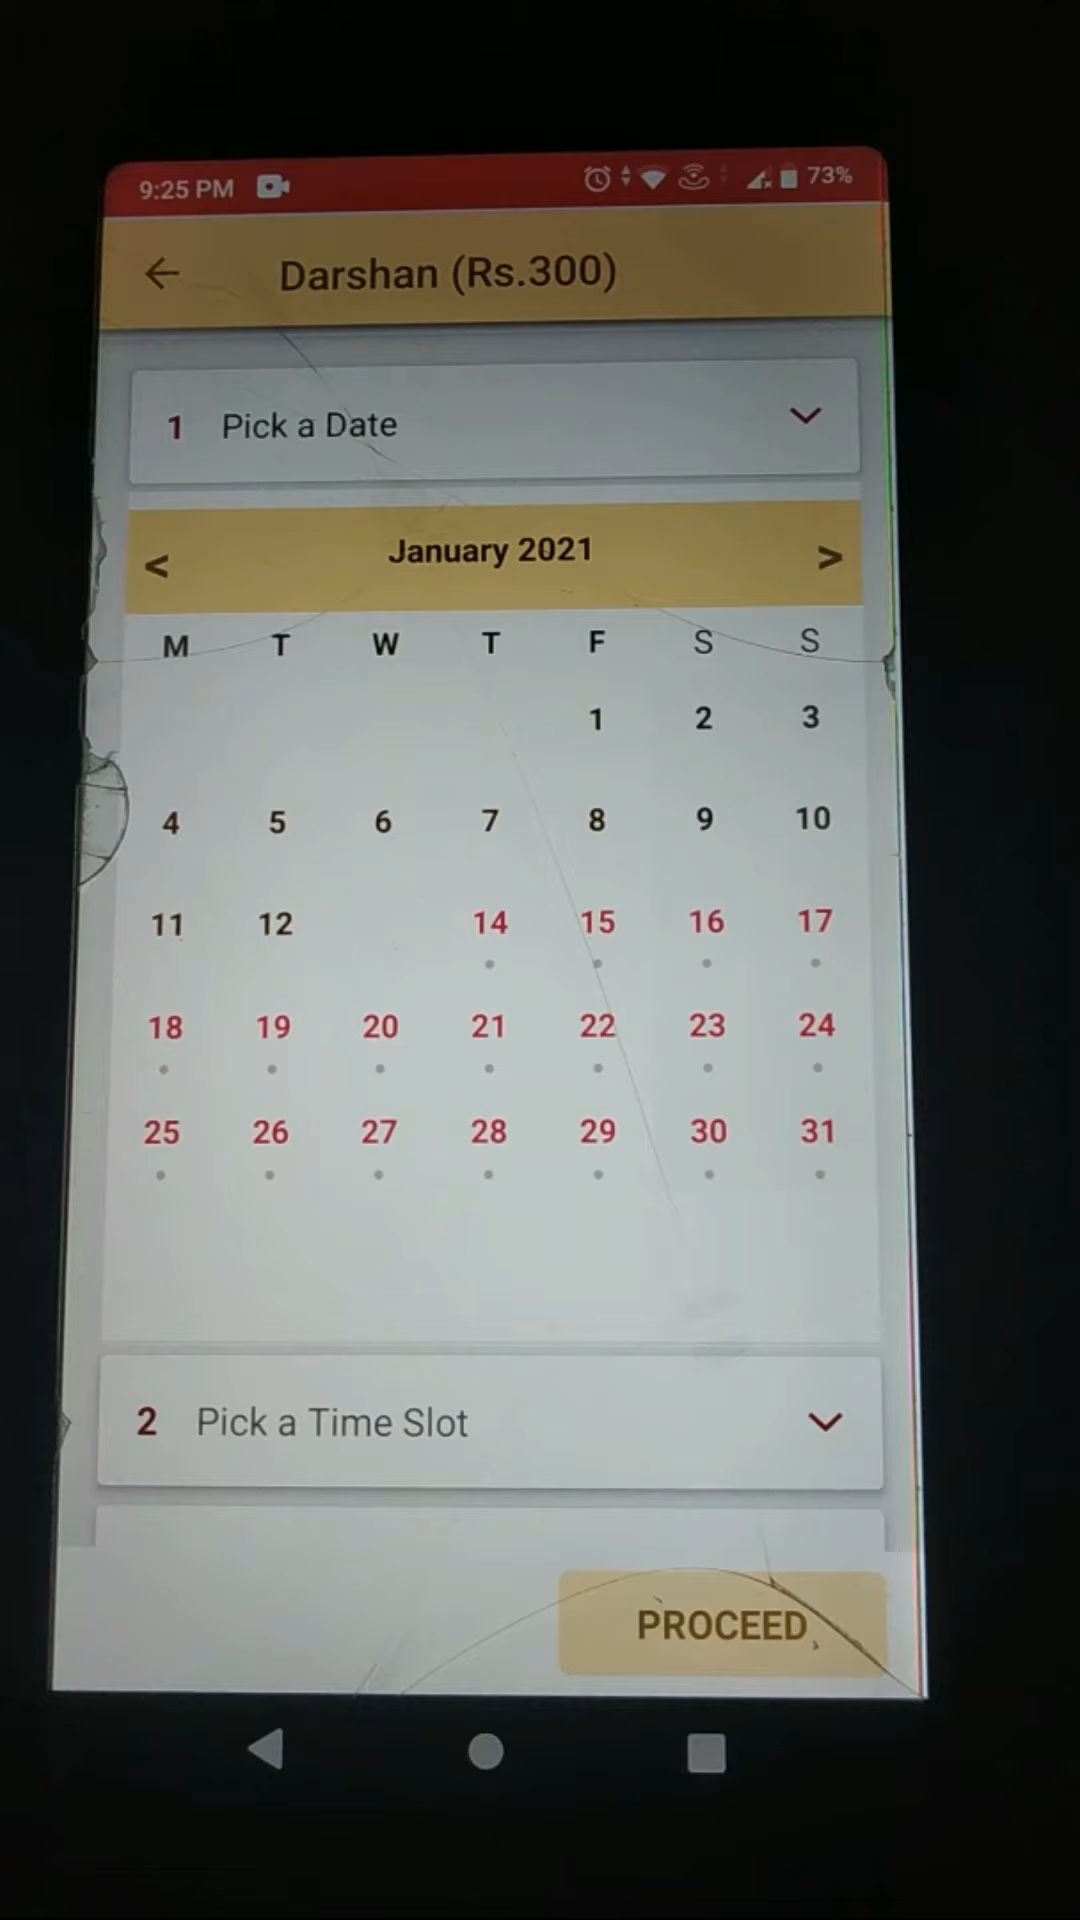 9:25 PM 73%
Darshan (Rs.300)
1 Pick a Date
< January 2021 >
M T W T F S S
1 2 3
4 5 6 7 8 9 10
11 12 14 15 16 17
18 19 20 21 22 23 24
25 26 27 28 29 30 31
2 Pick a Time Slot
PROCEED